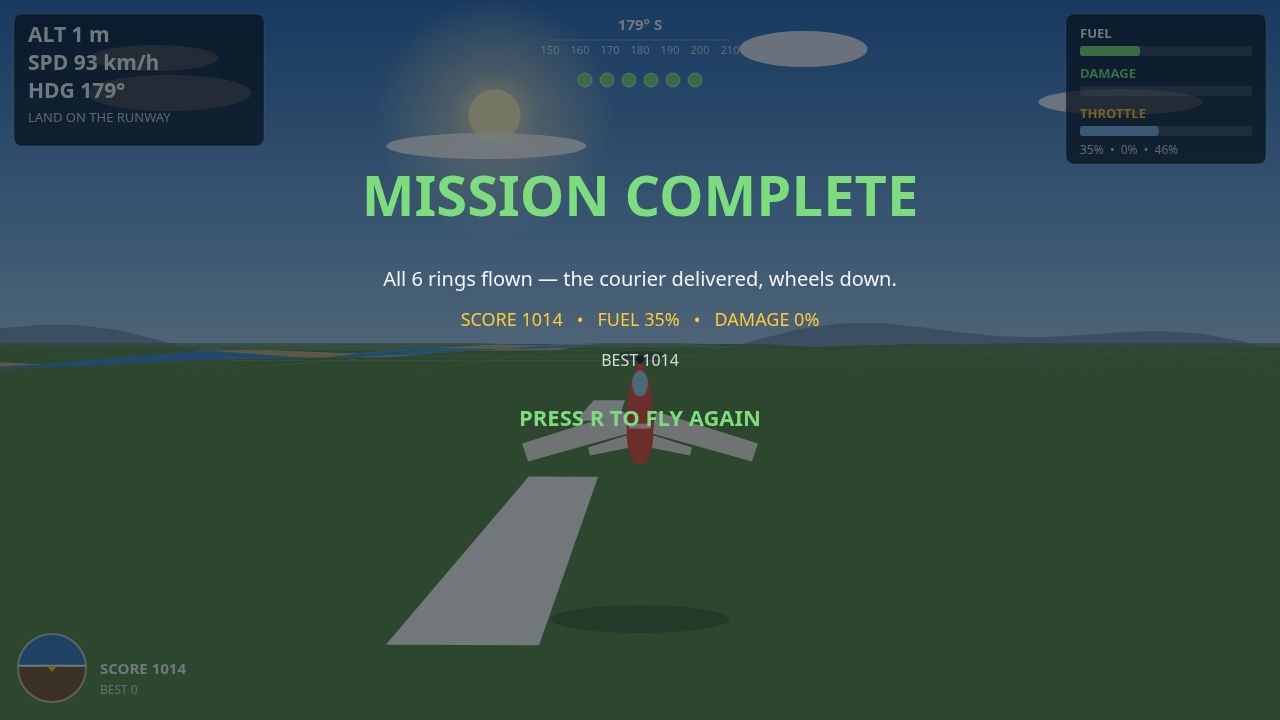 ALT 1 m
SPD 93 km/h
HDG 179°
LAND ON THE RUNWAY
179° S
150 160 170 180 190 200 210
FUEL
DAMAGE
THROTTLE
35% • 0% • 46%
MISSION COMPLETE
All 6 rings flown — the courier delivered, wheels down.
SCORE 1014 • FUEL 35% • DAMAGE 0%
BEST 1014
PRESS R TO FLY AGAIN
SCORE 1014
BEST 0